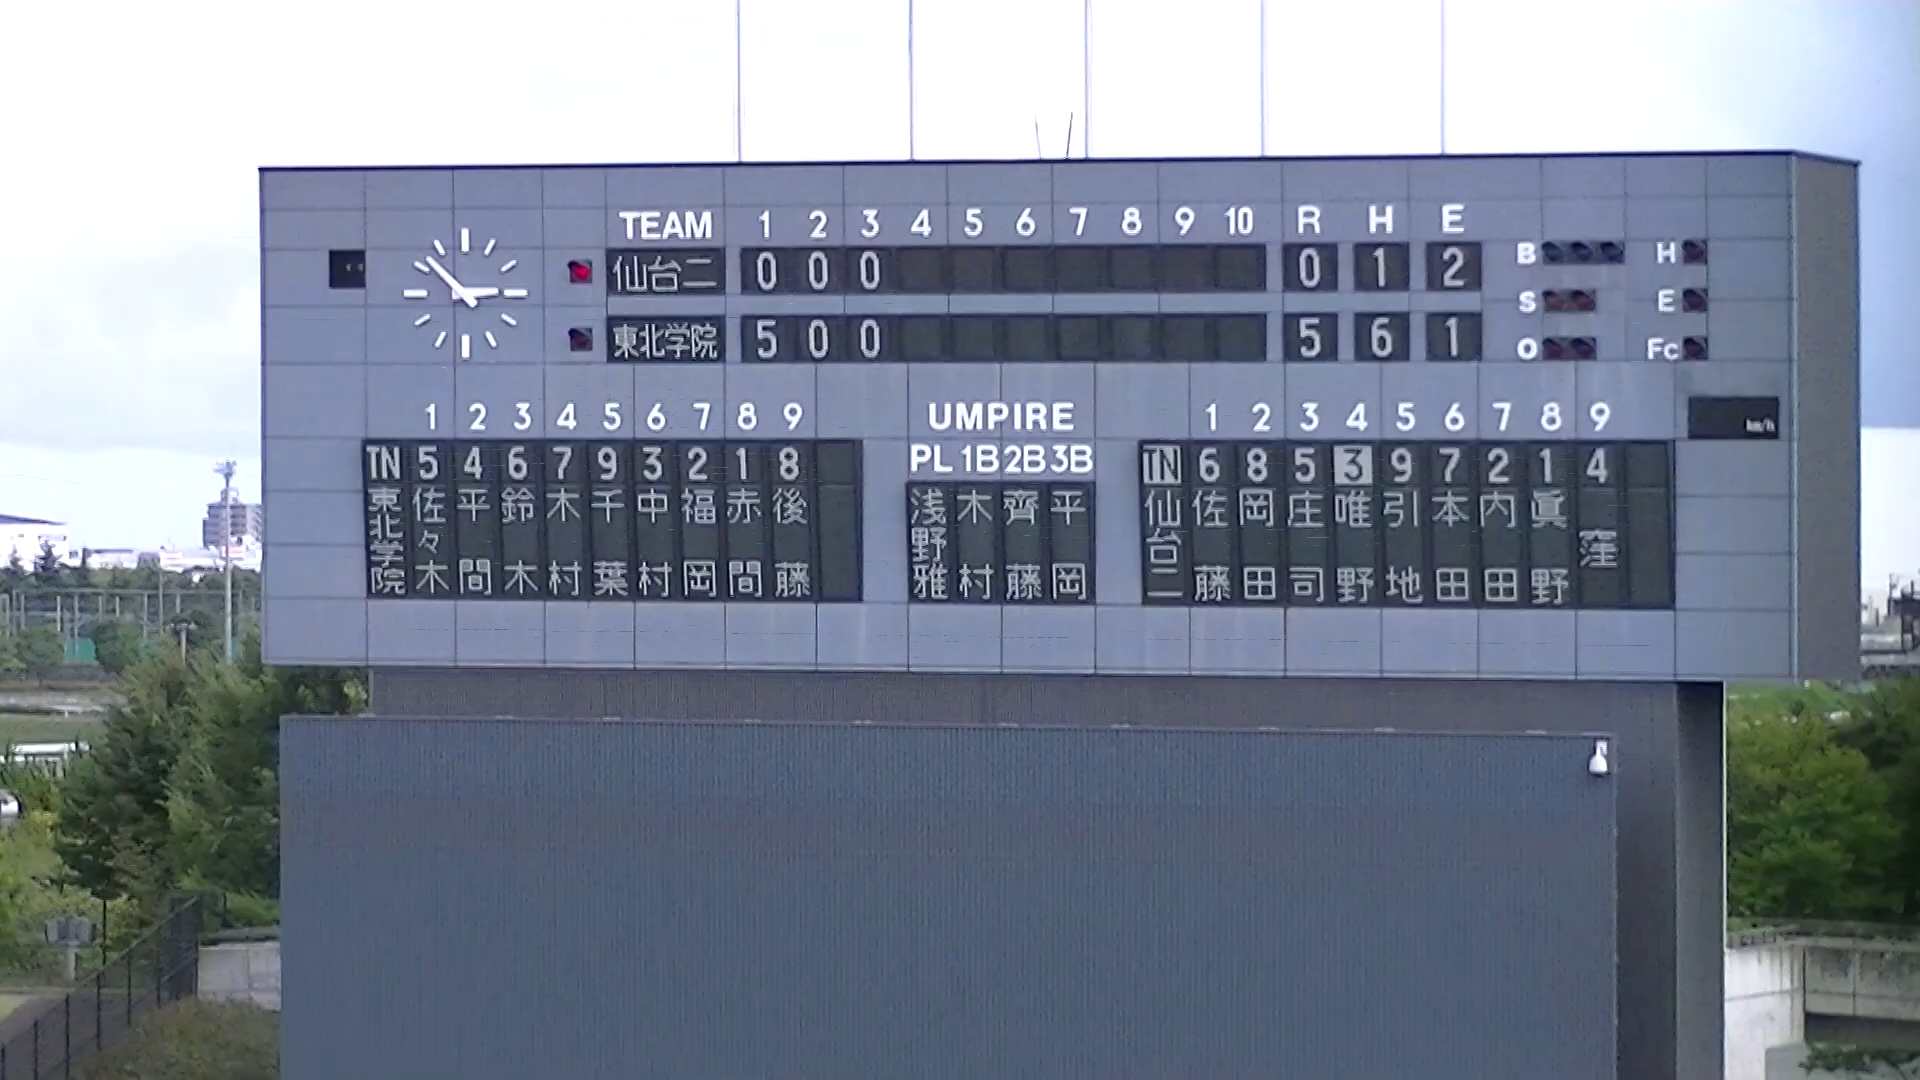 TEAM 1 2 3 4 5 6 7 8 9 10 R H E
仙台二 0 0 0 0 1 2
東北学院 5 0 0 5 6 1
B H
S E
O Fc
km/h
1 2 3 4 5 6 7 8 9
TN 5 4 6 7 9 3 2 1 8
東北学院 佐々木 平間 鈴木 木村 千葉 中村 福岡 赤間 後藤
UMPIRE
PL 1B 2B 3B
浅野雅 木村 齊藤 平岡
1 2 3 4 5 6 7 8 9
TN 6 8 5 3 9 7 2 1 4
仙台二 佐藤 岡田 庄司 唯野 引地 本田 内田 眞野 窪